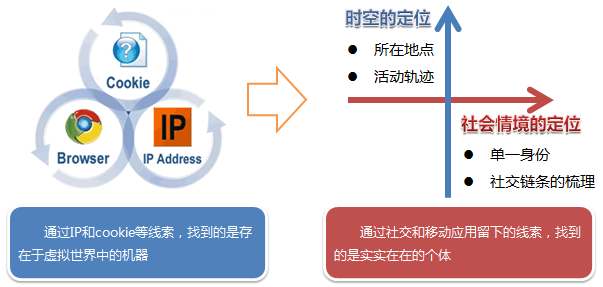 Cookie
Browser
IP
IP Address
时空的定位
● 所在地点
● 活动轨迹
社会情境的定位
● 单一身份
● 社交链条的梳理
通过IP和cookie等线索，找到的是存
在于虚拟世界中的机器
通过社交和移动应用留下的线索，找到
的是实实在在的个体